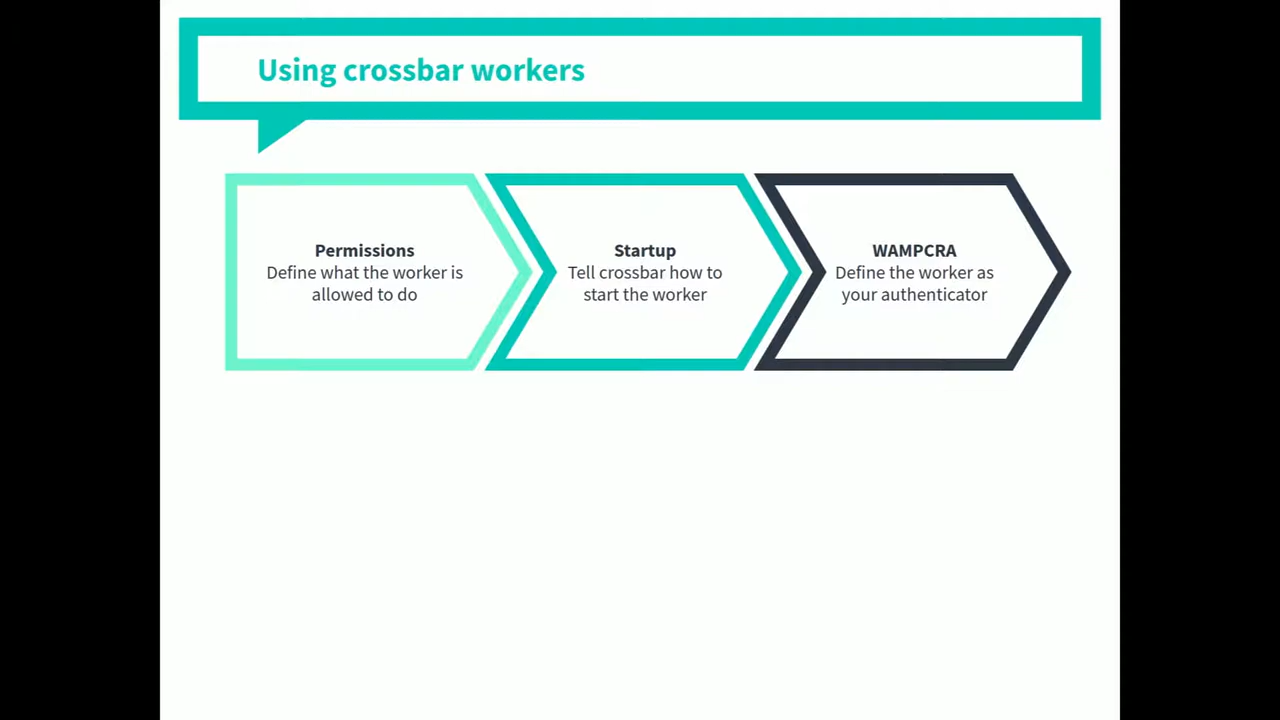 Using crossbar workers
Permissions
Define what the worker is
allowed to do
Startup
Tell crossbar how to
start the worker
WAMPCRA
Define the worker as
your authenticator